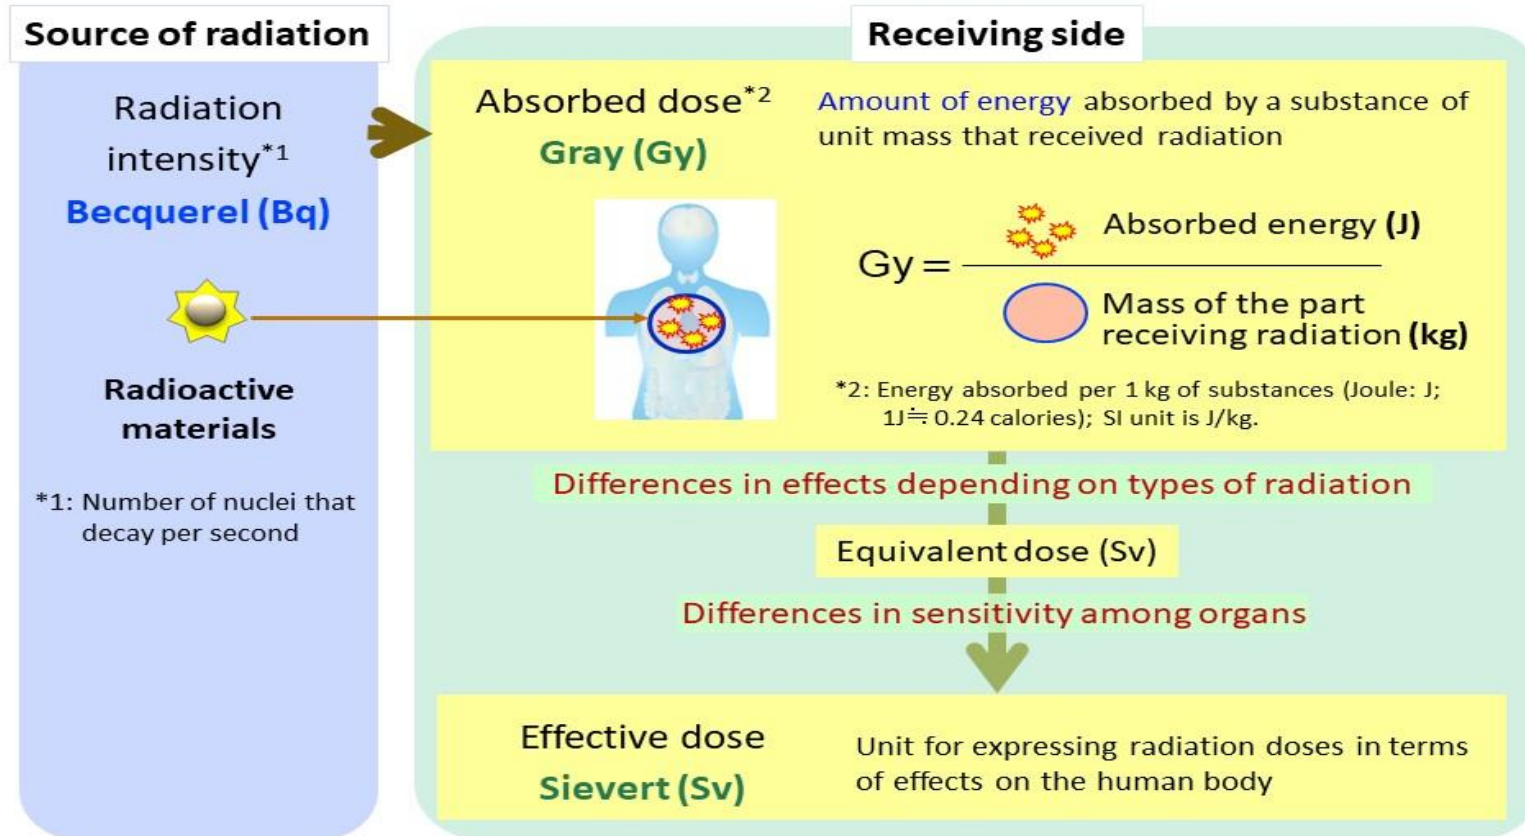 Source of radiation
Radiation
intensity*1
Becquerel (Bq)
Radioactive
materials
*1: Number of nuclei that
decay per second
Receiving side
Absorbed dose*2
Gray (Gy)
Amount of energy absorbed by a substance of
unit mass that received radiation
Gy =
Absorbed energy (J)
Mass of the part
receiving radiation (kg)
*2: Energy absorbed per 1 kg of substances (Joule: J;
1J≒ 0.24 calories); SI unit is J/kg.
Differences in effects depending on types of radiation
Equivalent dose (Sv)
Differences in sensitivity among organs
Effective dose
Sievert (Sv)
Unit for expressing radiation doses in terms
of effects on the human body